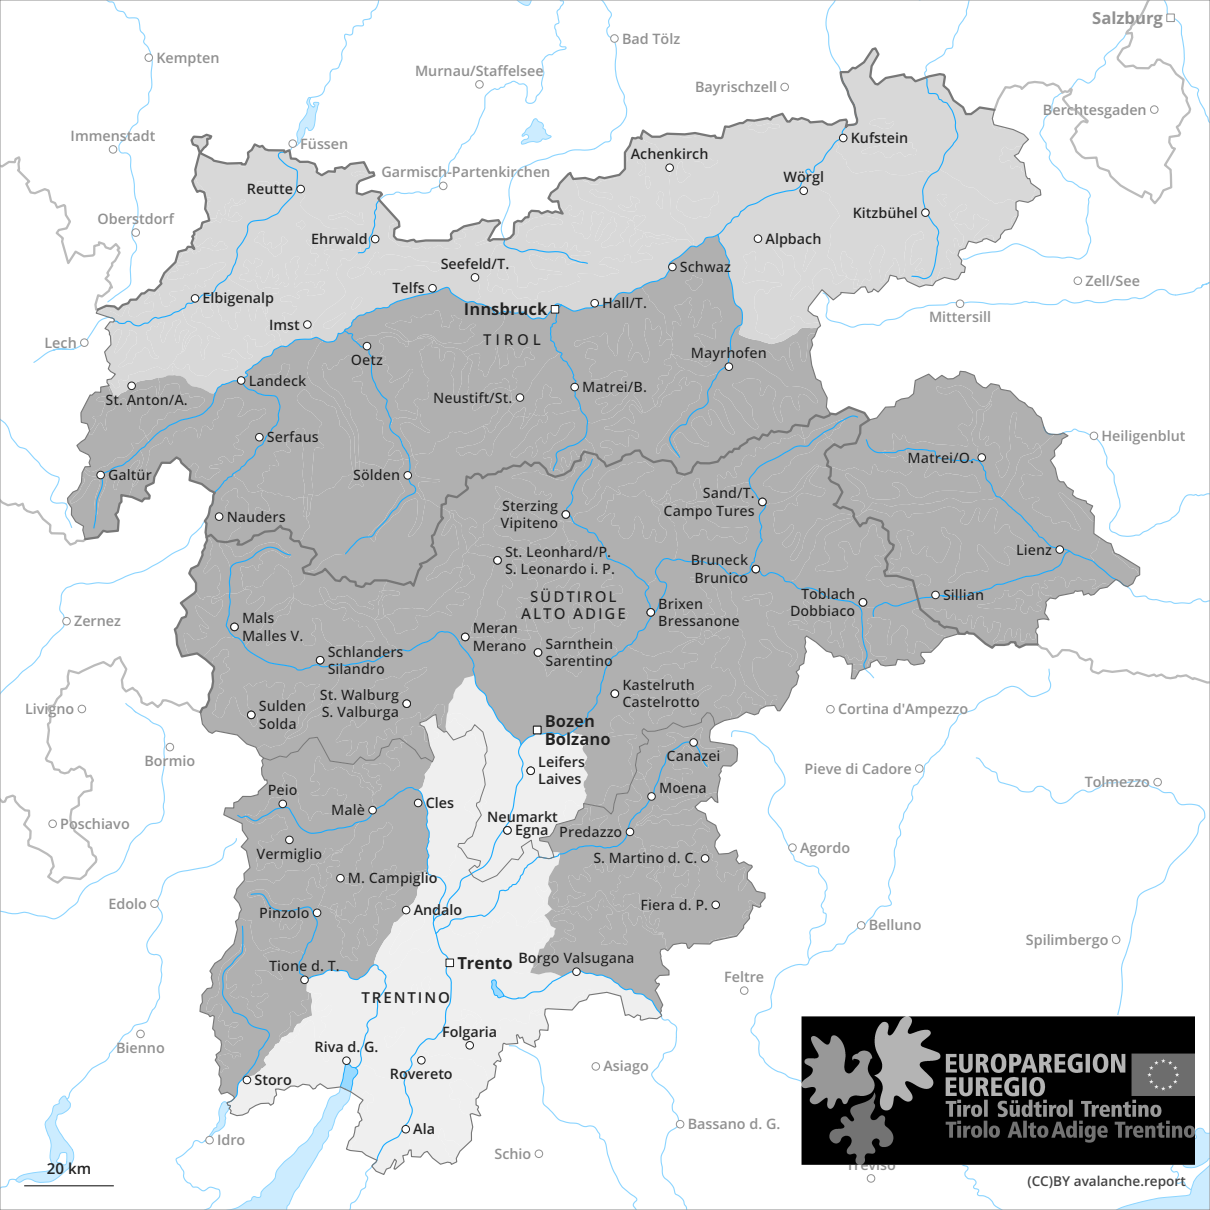 Salzburg
Bad Tölz
Kempten
Murnau/Staffelsee
Bayrischzell
Berchtesgaden
Immenstadt
Füssen
Kufstein
Achenkirch
Garmisch-Partenkirchen
Wörgl
Reutte
Oberstdorf
Kitzbühel
Ehrwald
Alpbach
Seefeld/T.
Schwaz
Zell/See
Telfs
Elbigenalp
Innsbruck
Hall/T.
Mittersill
Imst
TIROL
Lech
Oetz
Mayrhofen
Landeck
Matrei/B.
St. Anton/A.
Neustift/St.
Serfaus
Heiligenblut
Matrei/O.
Galtür
Sölden
Sand/T.
Campo Tures
Sterzing
Vipiteno
Nauders
St. Leonhard/P.
S. Leonardo i. P.
Lienz
Bruneck
Brunico
SÜDTIROL
ALTO ADIGE
Toblach
Dobbiaco
Sillian
Brixen
Bressanone
Zernez
Mals
Malles V.
Meran
Merano
Sarnthein
Sarentino
Schlanders
Silandro
Kastelruth
Castelrotto
St. Walburg
S. Valburga
Livigno
Sulden
Solda
Cortina d'Ampezzo
Bozen
Bolzano
Bormio
Canazei
Leifers
Laives
Pieve di Cadore
Tolmezzo
Peio
Moena
Malè
Cles
Neumarkt
Egna
Poschiavo
Predazzo
Vermiglio
S. Martino d. C.
Agordo
M. Campiglio
Edolo
Pinzolo
Andalo
Fiera d. P.
Belluno
Spilimbergo
Borgo Valsugana
Tione d. T.
Trento
Feltre
TRENTINO
Folgaria
Bienno
Riva d. G.
Rovereto
Storo
Asiago
EUROPAREGION
EUREGIO
Tirol Südtirol Trentino
Tirolo Alto Adige Trentino
Ala
Bassano d. G.
Idro
Schio
Treviso
20 km
(CC)BY avalanche.report